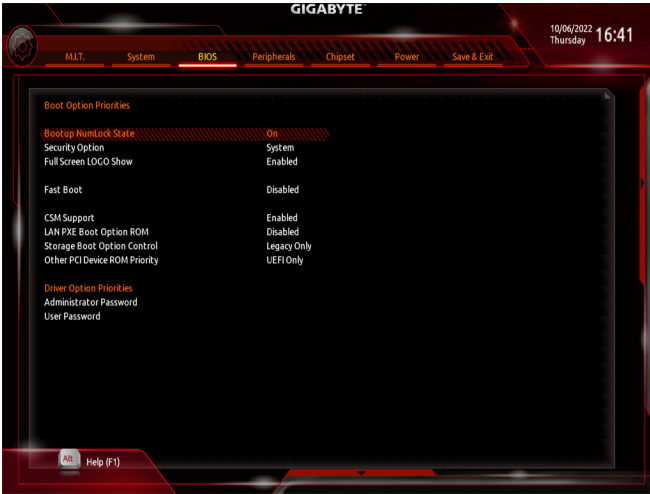 GIGABYTE™
10/06/2022
Thursday
16:41
M.I.T. System BIOS Peripherals Chipset Power Save & Exit
Boot Option Priorities
Bootup NumLock State On
Security Option System
Full Screen LOGO Show Enabled
Fast Boot Disabled
CSM Support Enabled
LAN PXE Boot Option ROM Disabled
Storage Boot Option Control Legacy Only
Other PCI Device ROM Priority UEFI Only
Driver Option Priorities
Administrator Password
User Password
Alt Help (F1)